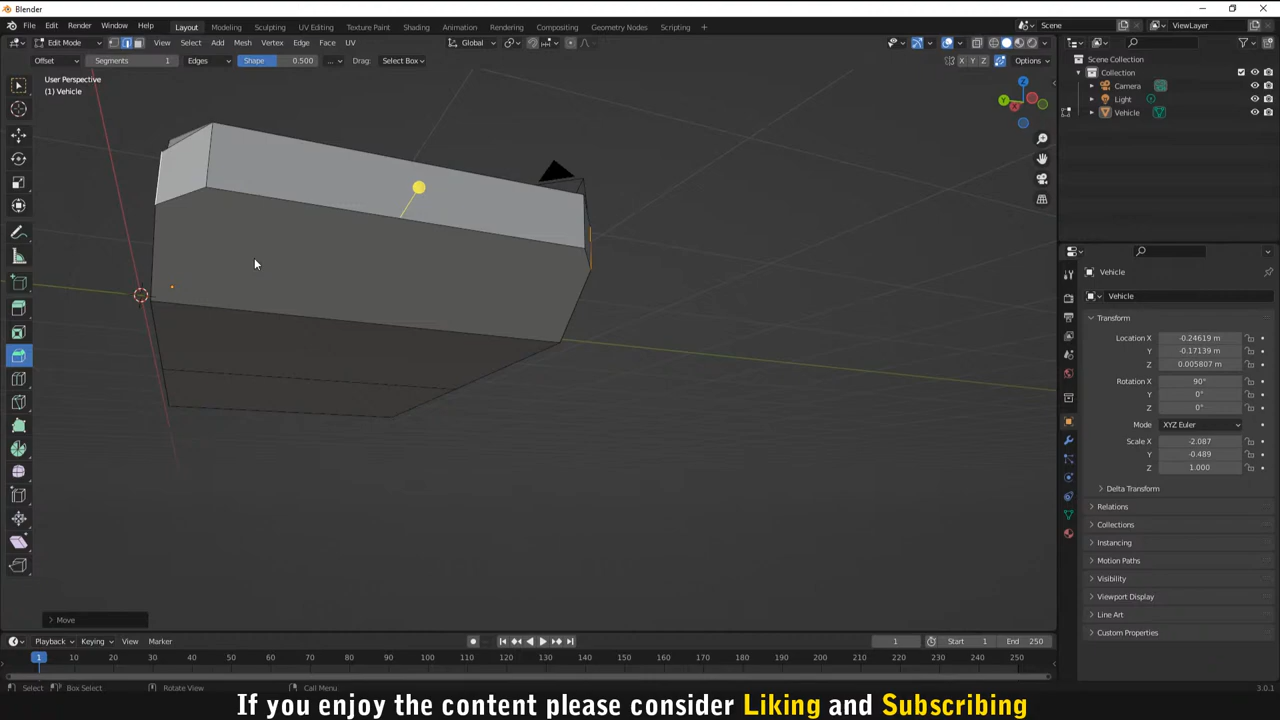 Blender
File Edit Render Window Help Layout Modeling Sculpting UV Editing Texture Paint Shading Animation Rendering Compositing Geometry Nodes Scripting + Scene ViewLayer
Edit Mode View Select Add Mesh Vertex Edge Face UV Global
Offset Segments 1 Edges Shape 0.500 ... Drag: Select Box X Y Z Options
User Perspective
(1) Vehicle
Z
Y
X
Move
Scene Collection
Collection
Camera
Light
Vehicle
Vehicle
Vehicle
Transform
Location X -0.24619 m
Y -0.17139 m
Z 0.005807 m
Rotation X 90°
Y 0°
Z 0°
Mode XYZ Euler
Scale X -2.087
Y -0.489
Z 1.000
Delta Transform
Relations
Collections
Instancing
Motion Paths
Visibility
Viewport Display
Line Art
Custom Properties
Playback Keying View Marker 1 Start 1 End 250
1 10 20 30 40 50 60 70 80 90 100 110 120 130 140 150 160 170 180 190 200 210 220 230 240 250
Select Box Select Rotate View Call Menu 3.0.1
If you enjoy the content please consider Liking and Subscribing